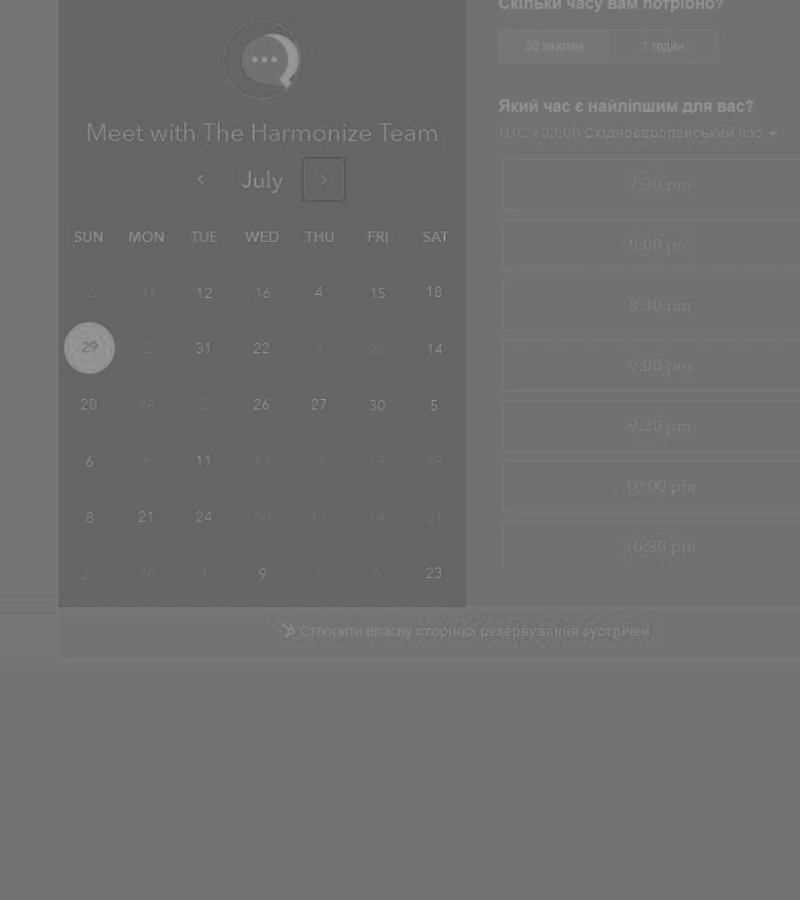 Скільки часу вам потрібно?
30 хвилин
1 годин
Який час є найліпшим для вас?
UTC +03:00 Східноєвропейський час
Meet with The Harmonize Team
July
SUN MON TUE WED THU FRI SAT
2 31 12 16 4 15 18
29 2 31 22 1 22 14
20 28 2 26 27 30 5
6 6 11 13 3 19 28
8 21 24 30 11 14 21
21 30 1 9 5 6 23
7:30 pm
8:00 pm
8:30 pm
9:00 pm
9:30 pm
10:00 pm
10:30 pm
Створити власну сторінка резервування зустрічей